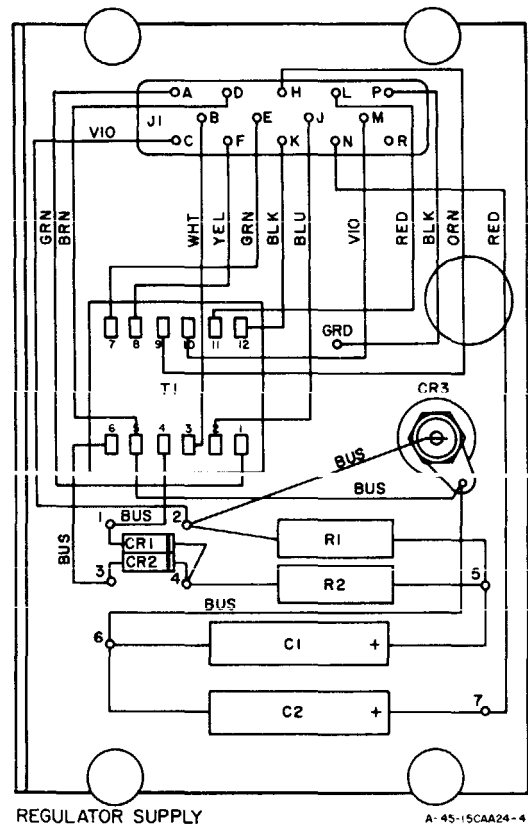 A D H L P
J1 B E J M
VIO C F K N R
GRN BRN WHT YEL GRN BLK BLU VIO RED BLK ORN RED
GRD
7 8 9 10 11 12
T1
CR3
6 5 4 3 2 1
BUS
BUS
1 BUS 2
BUS
CR1
R1
CR2
3 4
R2
5
BUS
6
C1 +
C2 +
7
REGULATOR SUPPLY
A-45-15CAA24-4